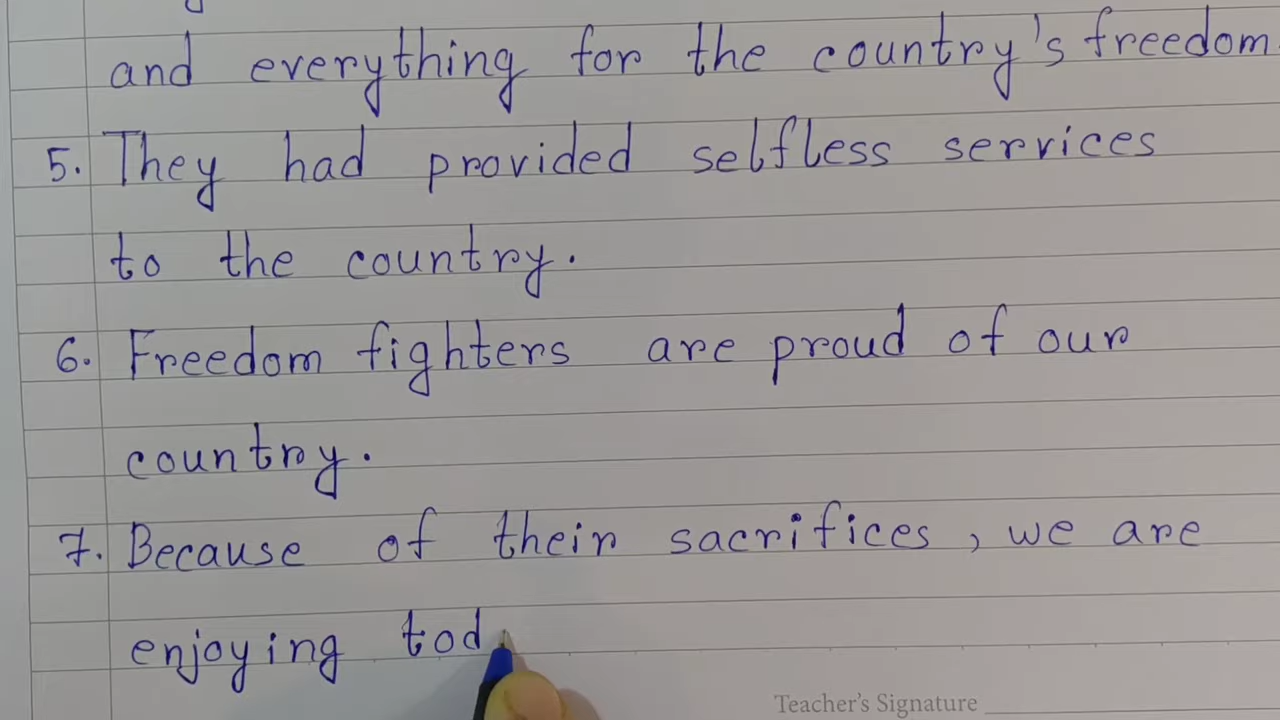 and everything for the country's freedom.
5. They had provided selfless services
to the country.
6. Freedom fighters are proud of our
country.
7. Because of their sacrifices, we are
enjoying tod
Teacher's Signature